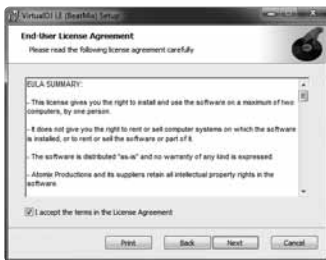 VirtualDJ LE (BearMix) Setup
End-User License Agreement
Please read the following license agreement carefully
EULA SUMMARY:
- This license gives you the right to install and use the software on a maximum of two
computers, by one person.
- It does not give you the right to rent or sell computer systems on which the software
is installed, or to rent or sell the software or part of it.
- The software is distributed "as-is" and no warranty of any kind is expressed.
- Atomix Productions and its suppliers retain all intellectual property rights in the
software.
I accept the terms in the License Agreement
Print
Back
Next
Cancel